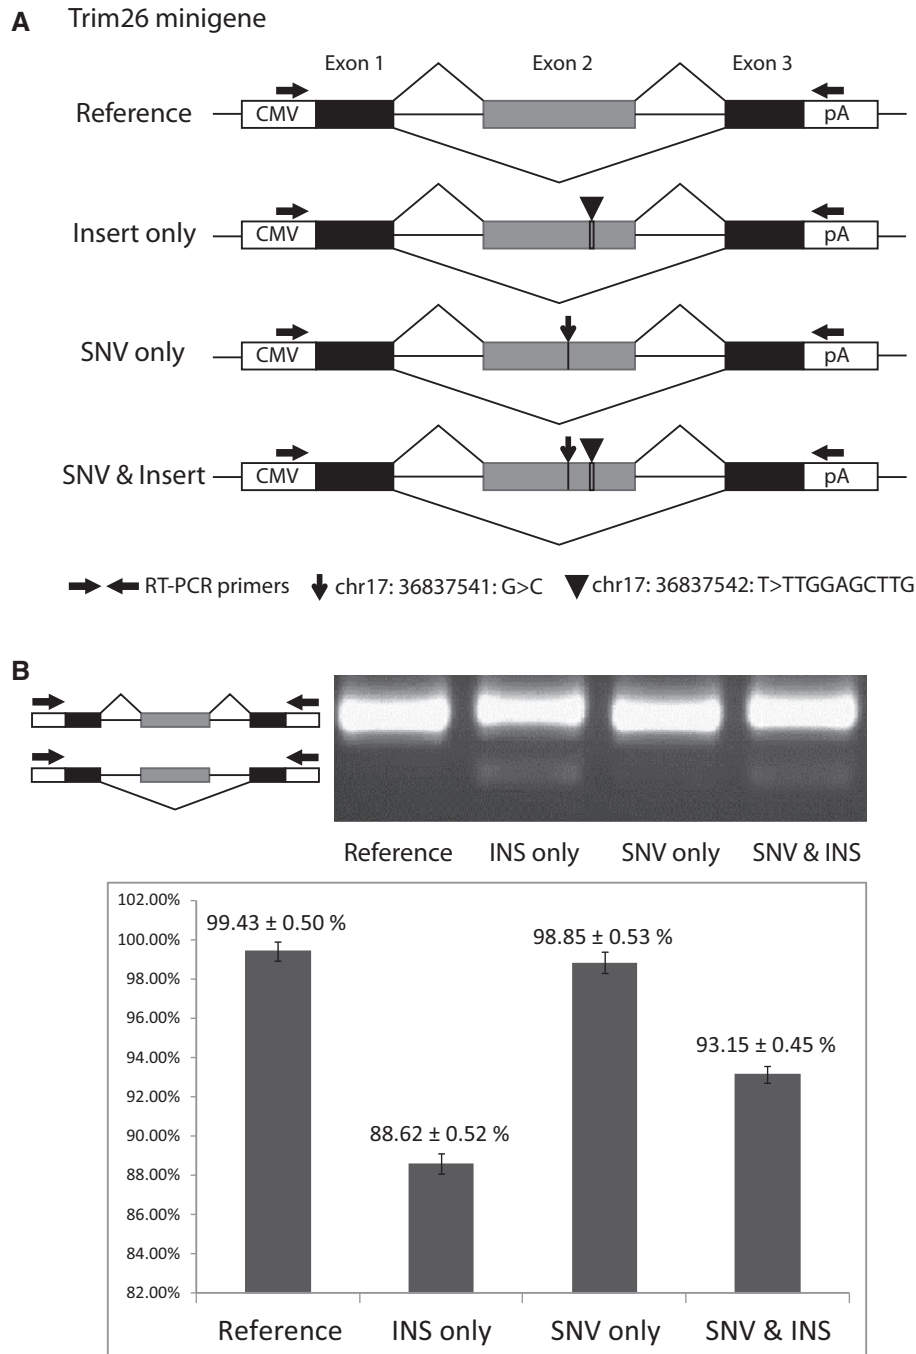 A Trim26 minigene
Exon 1 Exon 2 Exon 3
Reference CMV pA
Insert only CMV pA
SNV only CMV pA
SNV & Insert CMV pA
RT-PCR primers chr17: 36837541: G>C chr17: 36837542: T>TTGGAGCTTG
B
Reference INS only SNV only SNV & INS
102.00%
100.00%
98.00%
96.00%
94.00%
92.00%
90.00%
88.00%
86.00%
84.00%
82.00%
99.43 ± 0.50 %
88.62 ± 0.52 %
98.85 ± 0.53 %
93.15 ± 0.45 %
Reference INS only SNV only SNV & INS